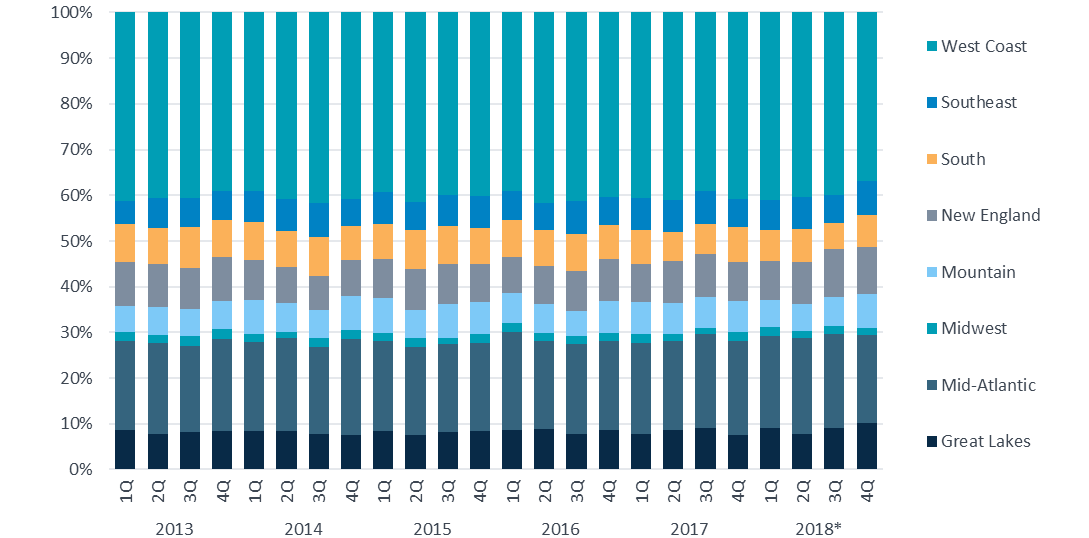 100%
90%
80%
70%
60%
50%
40%
30%
20%
10%
0%
1Q 2Q 3Q 4Q 1Q 2Q 3Q 4Q 1Q 2Q 3Q 4Q 1Q 2Q 3Q 4Q 1Q 2Q 3Q 4Q 1Q 2Q 3Q 4Q
2013 2014 2015 2016 2017 2018*
West Coast
Southeast
South
New England
Mountain
Midwest
Mid-Atlantic
Great Lakes